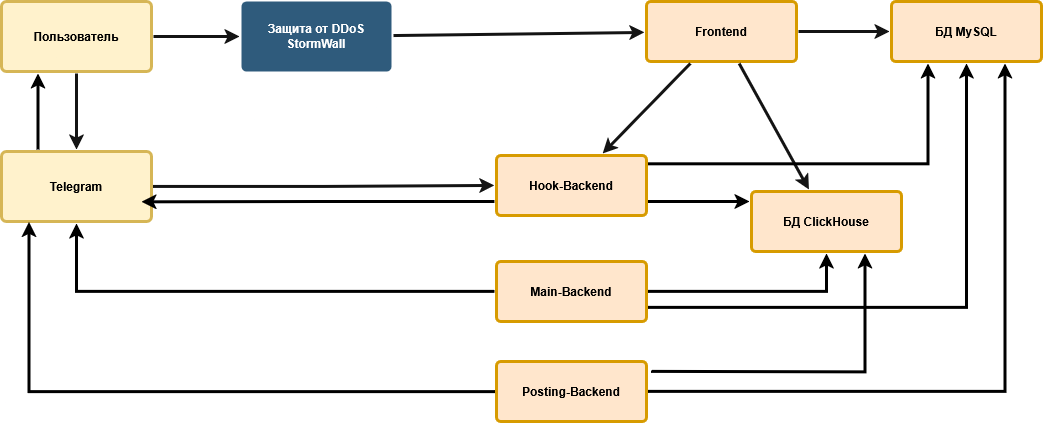 Пользователь
Защита от DDoS
StormWall
Frontend
БД MySQL
Telegram
Hook-Backend
БД ClickHouse
Main-Backend
Posting-Backend